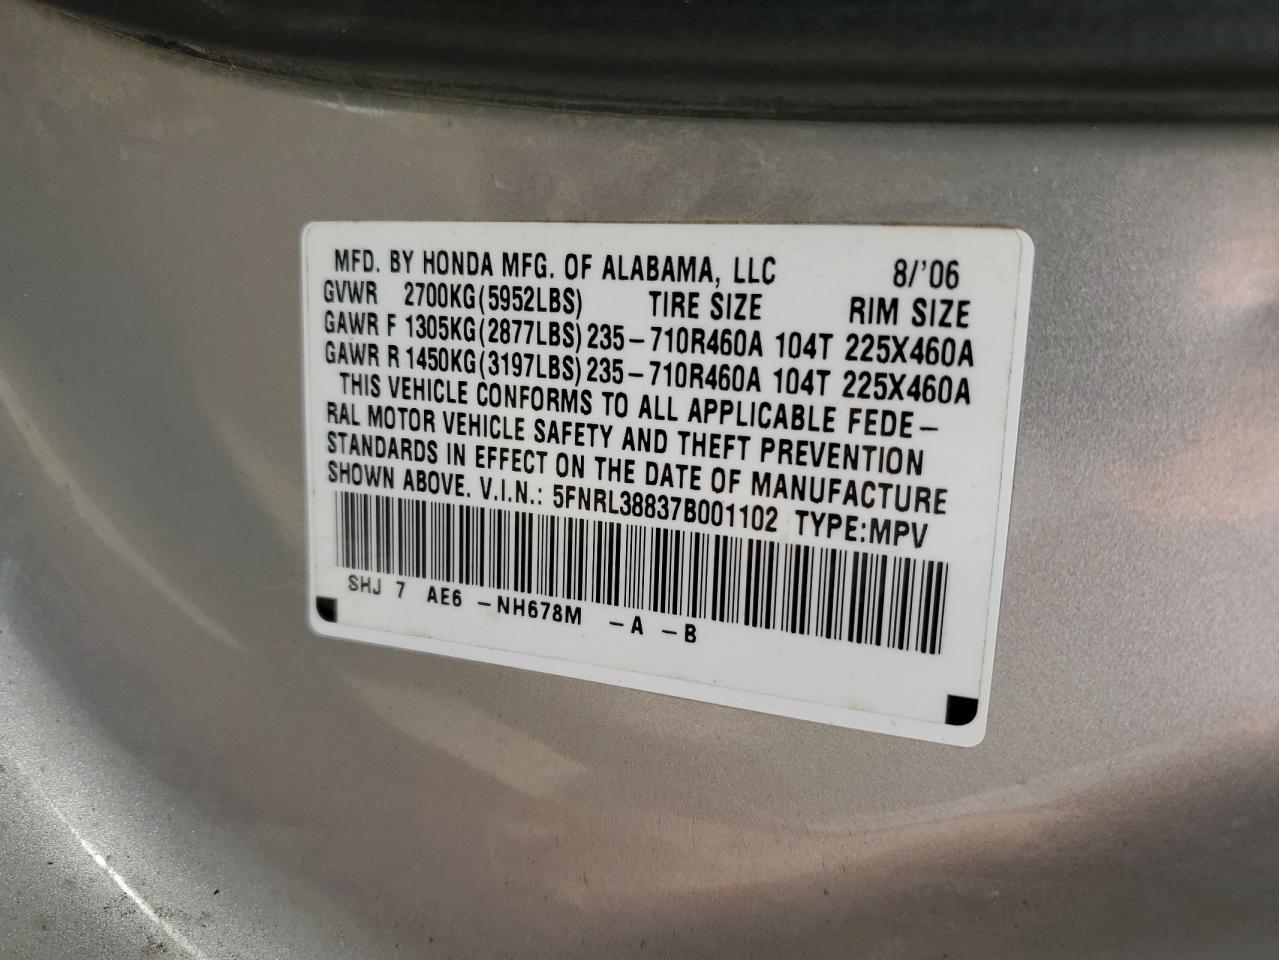 MFD. BY HONDA MFG. OF ALABAMA, LLC 8/'06
GVWR 2700KG(5952LBS) TIRE SIZE RIM SIZE
GAWR F 1305KG(2877LBS) 235-710R460A 104T 225X460A
GAWR R 1450KG(3197LBS) 235-710R460A 104T 225X460A
THIS VEHICLE CONFORMS TO ALL APPLICABLE FEDE-
RAL MOTOR VEHICLE SAFETY AND THEFT PREVENTION
STANDARDS IN EFFECT ON THE DATE OF MANUFACTURE
SHOWN ABOVE. V.I.N.: 5FNRL38837B001102 TYPE:MPV
SHJ 7 AE6 -NH678M -A -B